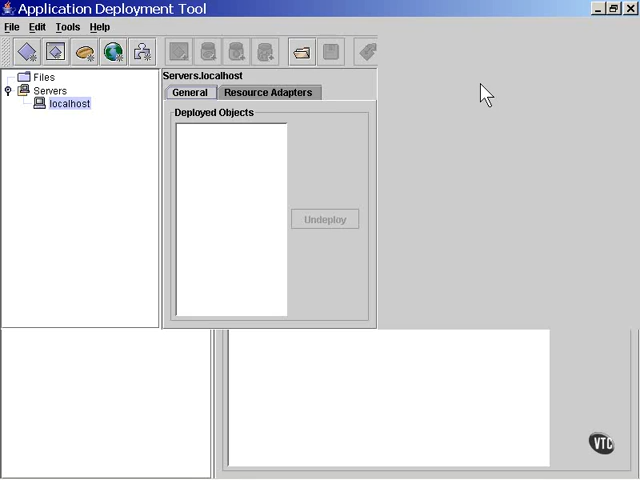 Application Deployment Tool
File Edit Tools Help
Files
Servers
localhost
Servers.localhost
General Resource Adapters
Deployed Objects
Undeploy
VTC